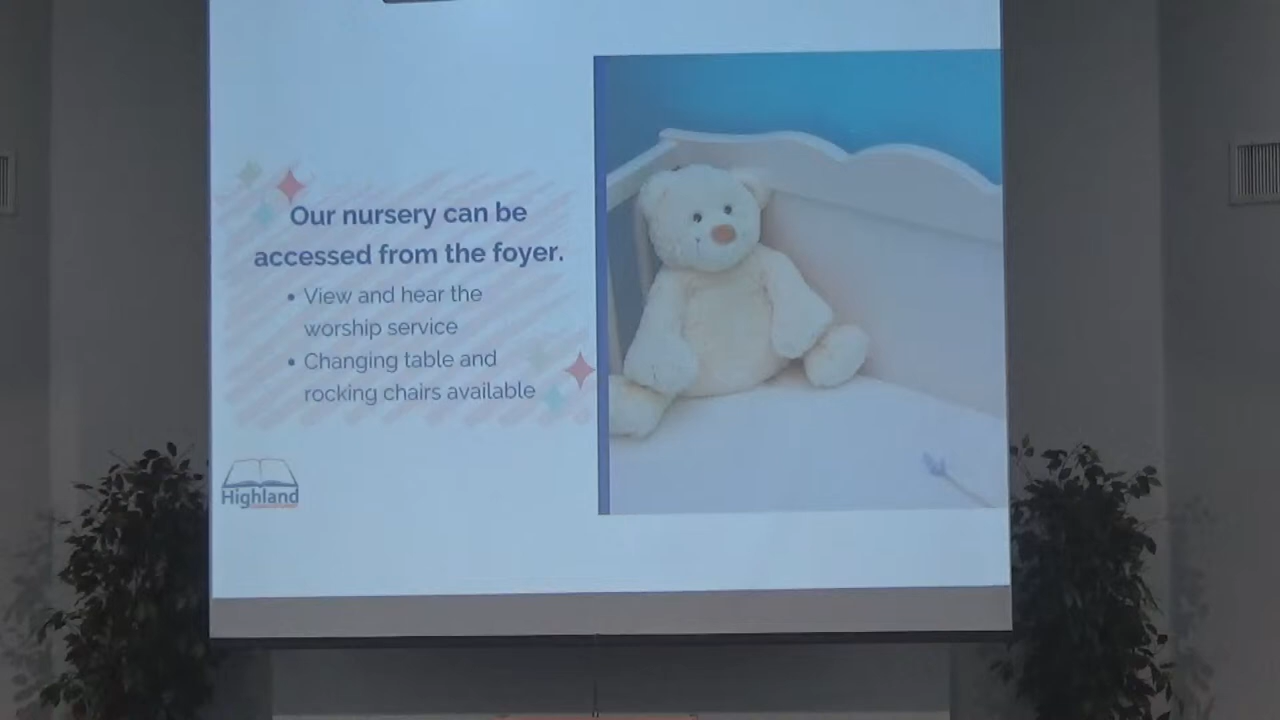 Our nursery can be
accessed from the foyer.
• View and hear the
worship service
• Changing table and
rocking chairs available
Highland